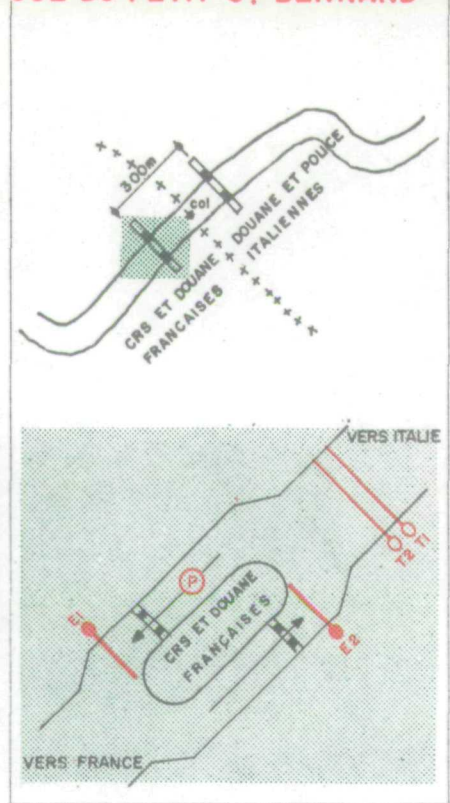 300m
col
CRS ET DOUANE
FRANÇAISES
DOUANE ET POLICE
ITALIENNES
VERS ITALIE
T2 T1
P
E1
CRS ET DOUANE
FRANÇAISES
E2
VERS FRANCE